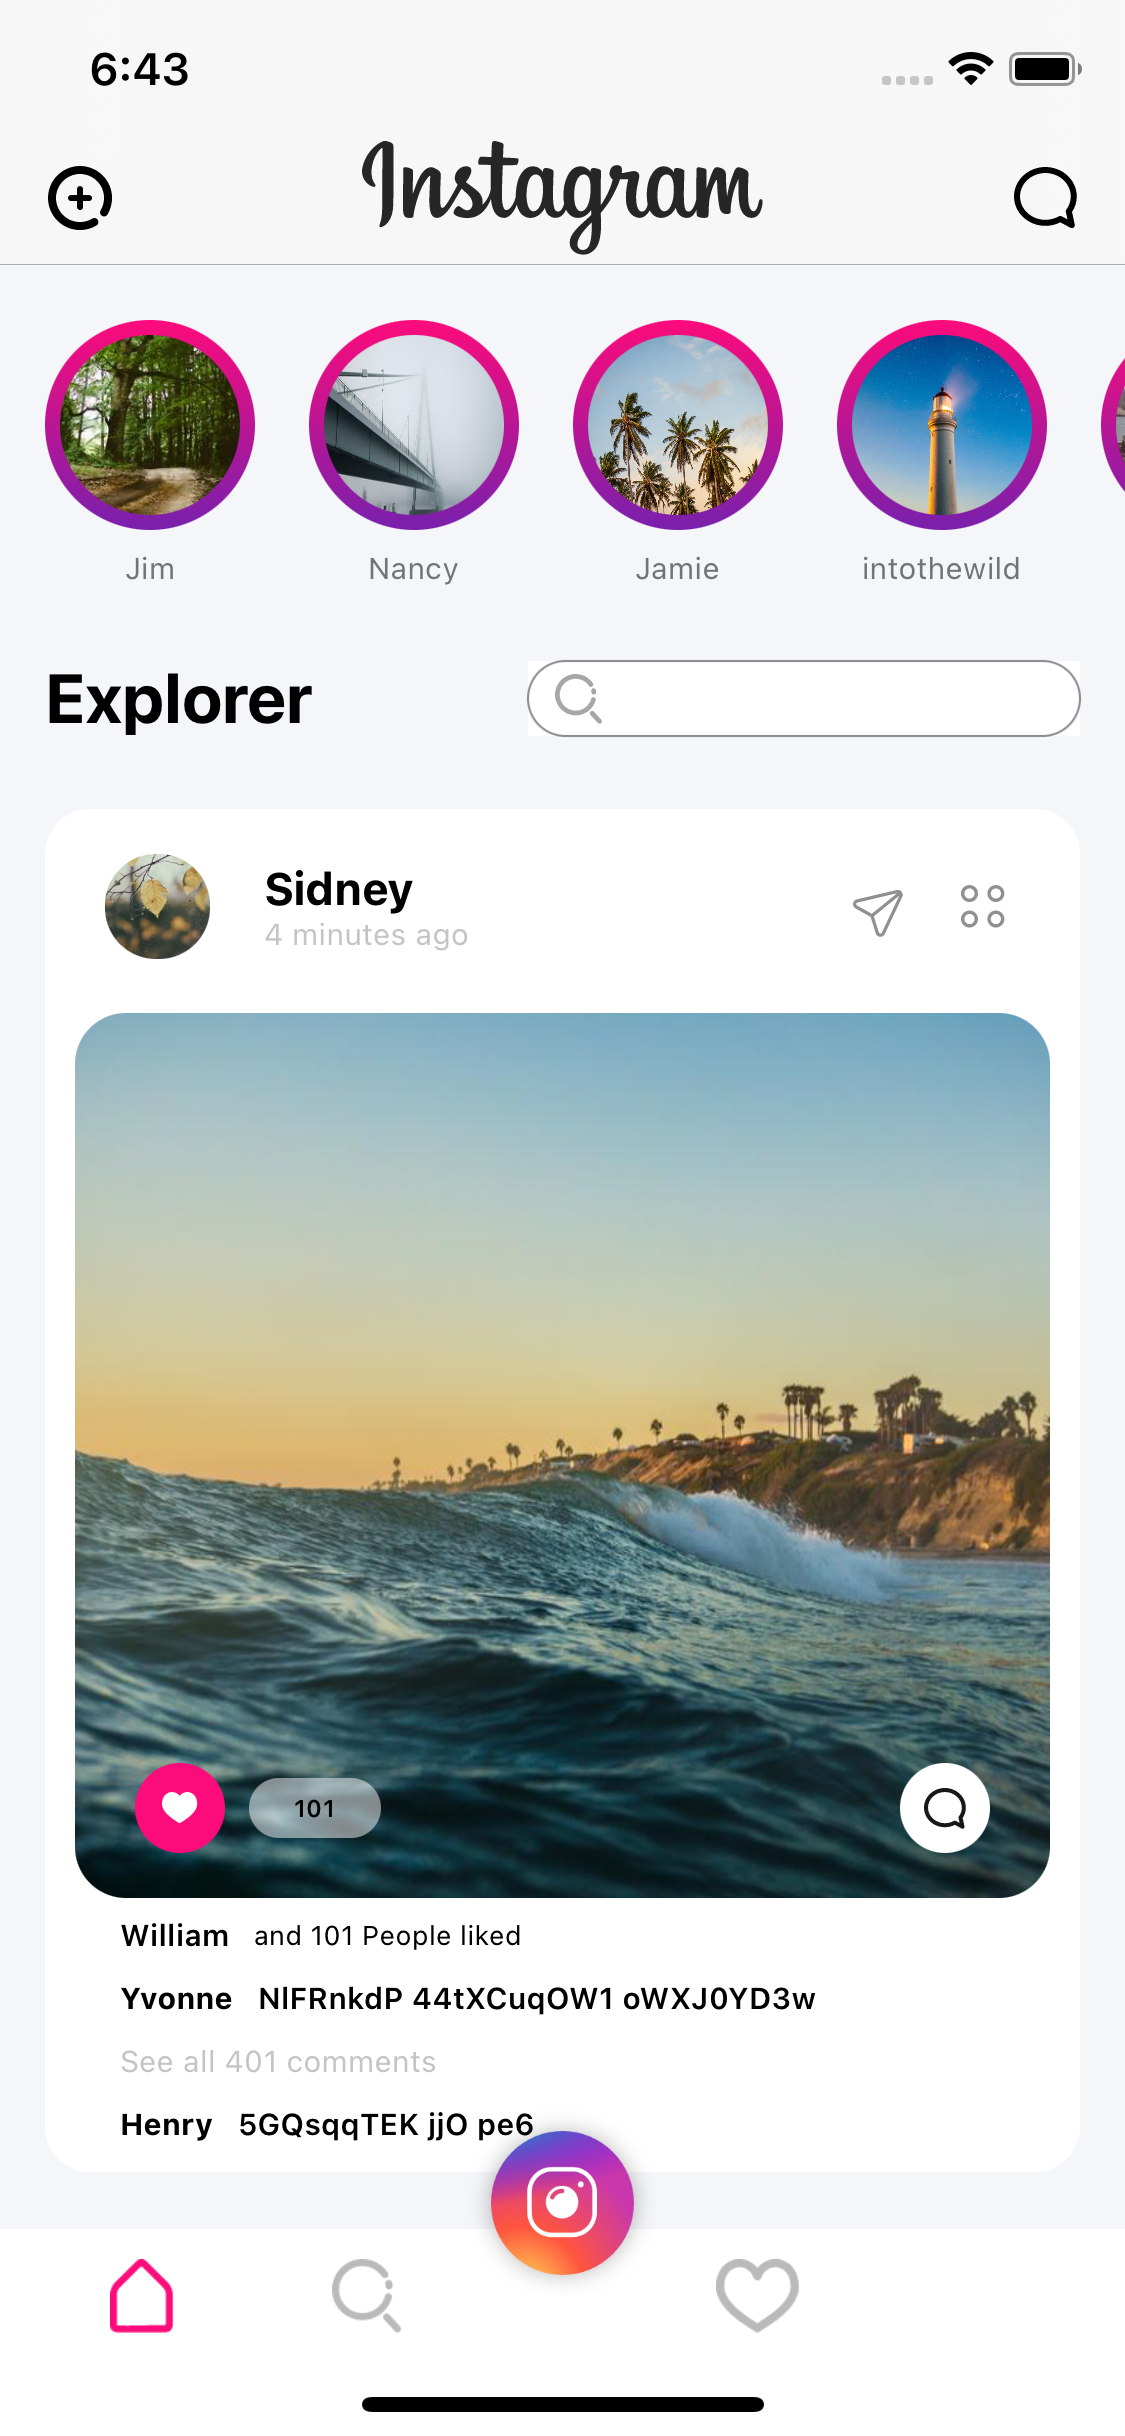 6:43
Instagram
Jim
Nancy
Jamie
intothewild
Explorer
Sidney
4 minutes ago
101
William and 101 People liked
Yvonne NlFRnkdP 44tXCuqOW1 oWXJ0YD3w
See all 401 comments
Henry 5GQsqqTEK jjO pe6